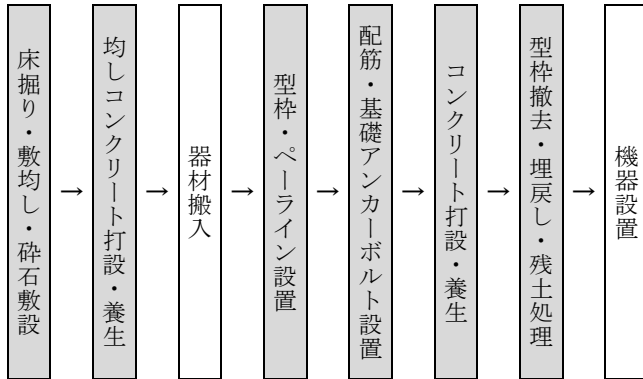 床掘り・敷均し・砕石敷設
→
均しコンクリート打設・養生
→
器材搬入
→
型枠・ペーライン設置
→
配筋・基礎アンカーボルト設置
→
コンクリート打設・養生
→
型枠撤去・埋戻し・残土処理
→
機器設置